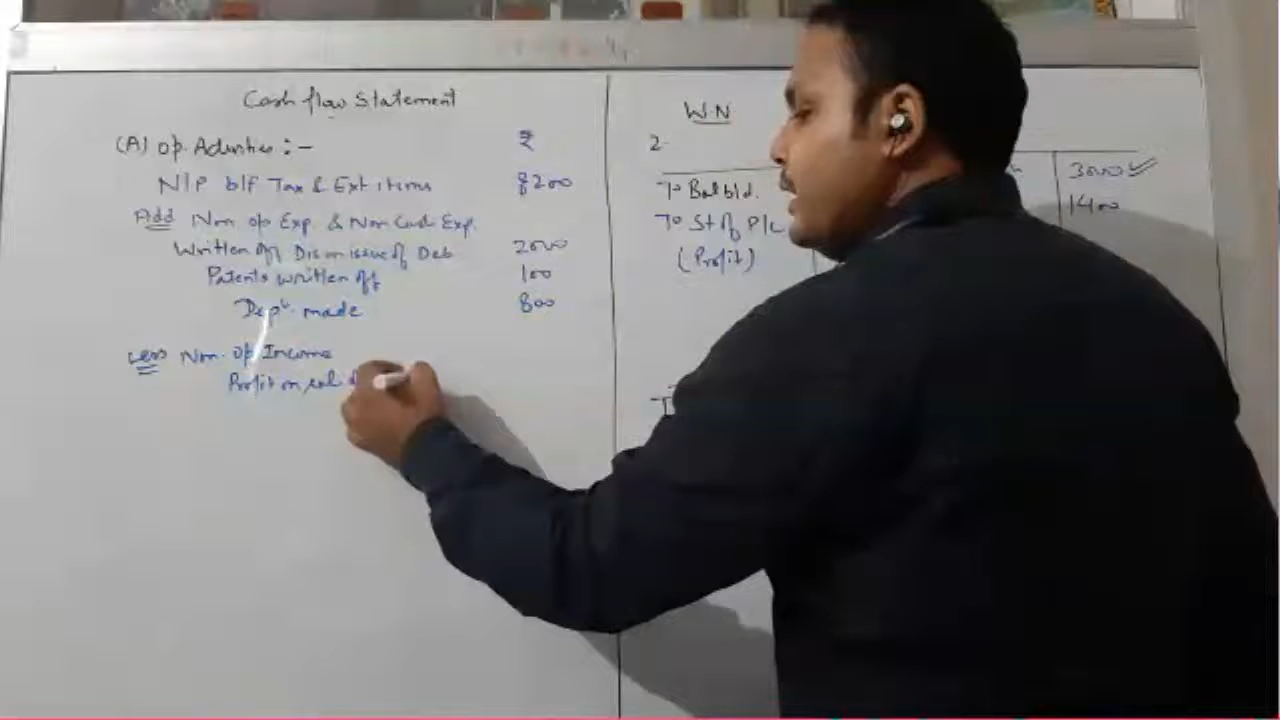 Cash flow Statement
(A) Op. Activities :- ₹
N/P b/f Tax & Ext items 8200
Add Non op Exp & Non Cash Exp.
Written off Dis on issue of Deb 2000
Patents written off 100
Depn. made 800
Less Non. op Income
Profit on sal
W.N
2.
To Bal b/d. 3000
To St of P/L 1400
(Profit)